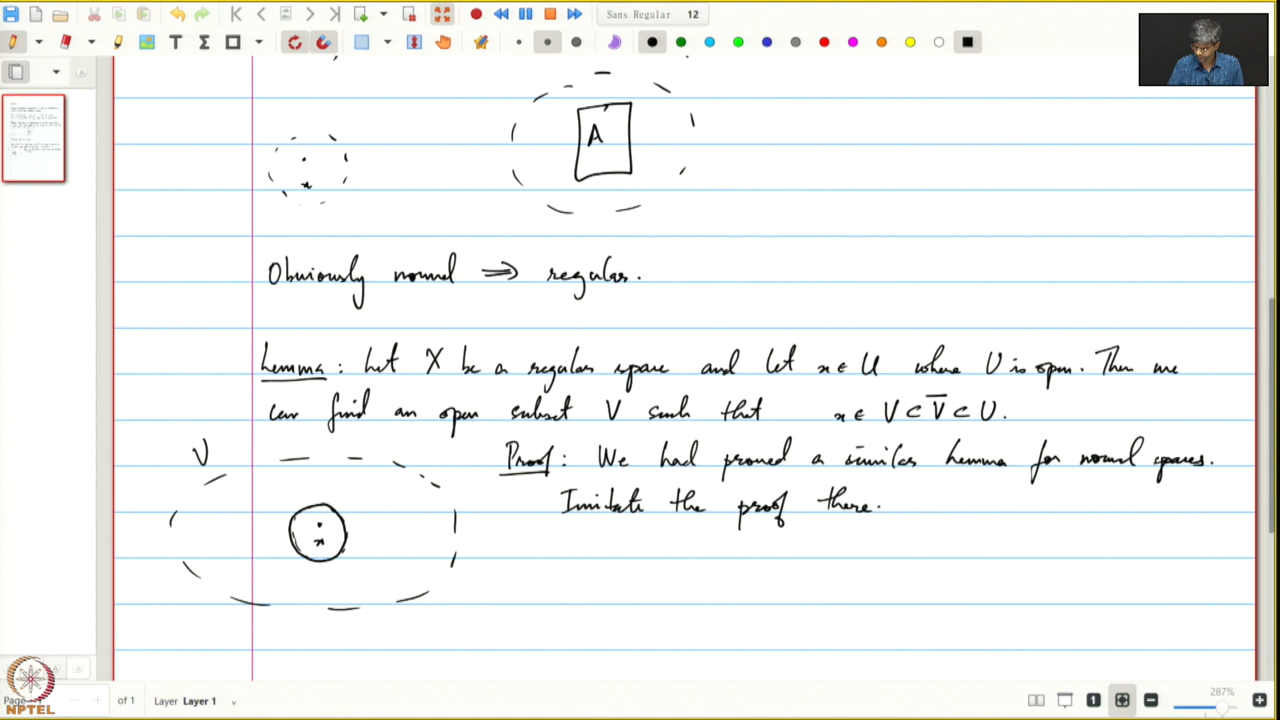 Sans Regular 12
A
x
Obviously normal ⟹ regular.
Lemma : Let X be a regular space and let x ∈ U where U is open. Then we
can find an open subset V such that x ∈ V ⊂ V̅ ⊂ U.
U
Proof : We had proved a similar Lemma for normal spaces.
Imitate the proof there.
x
Page
of 1 Layer Layer 1
287%
NPTEL